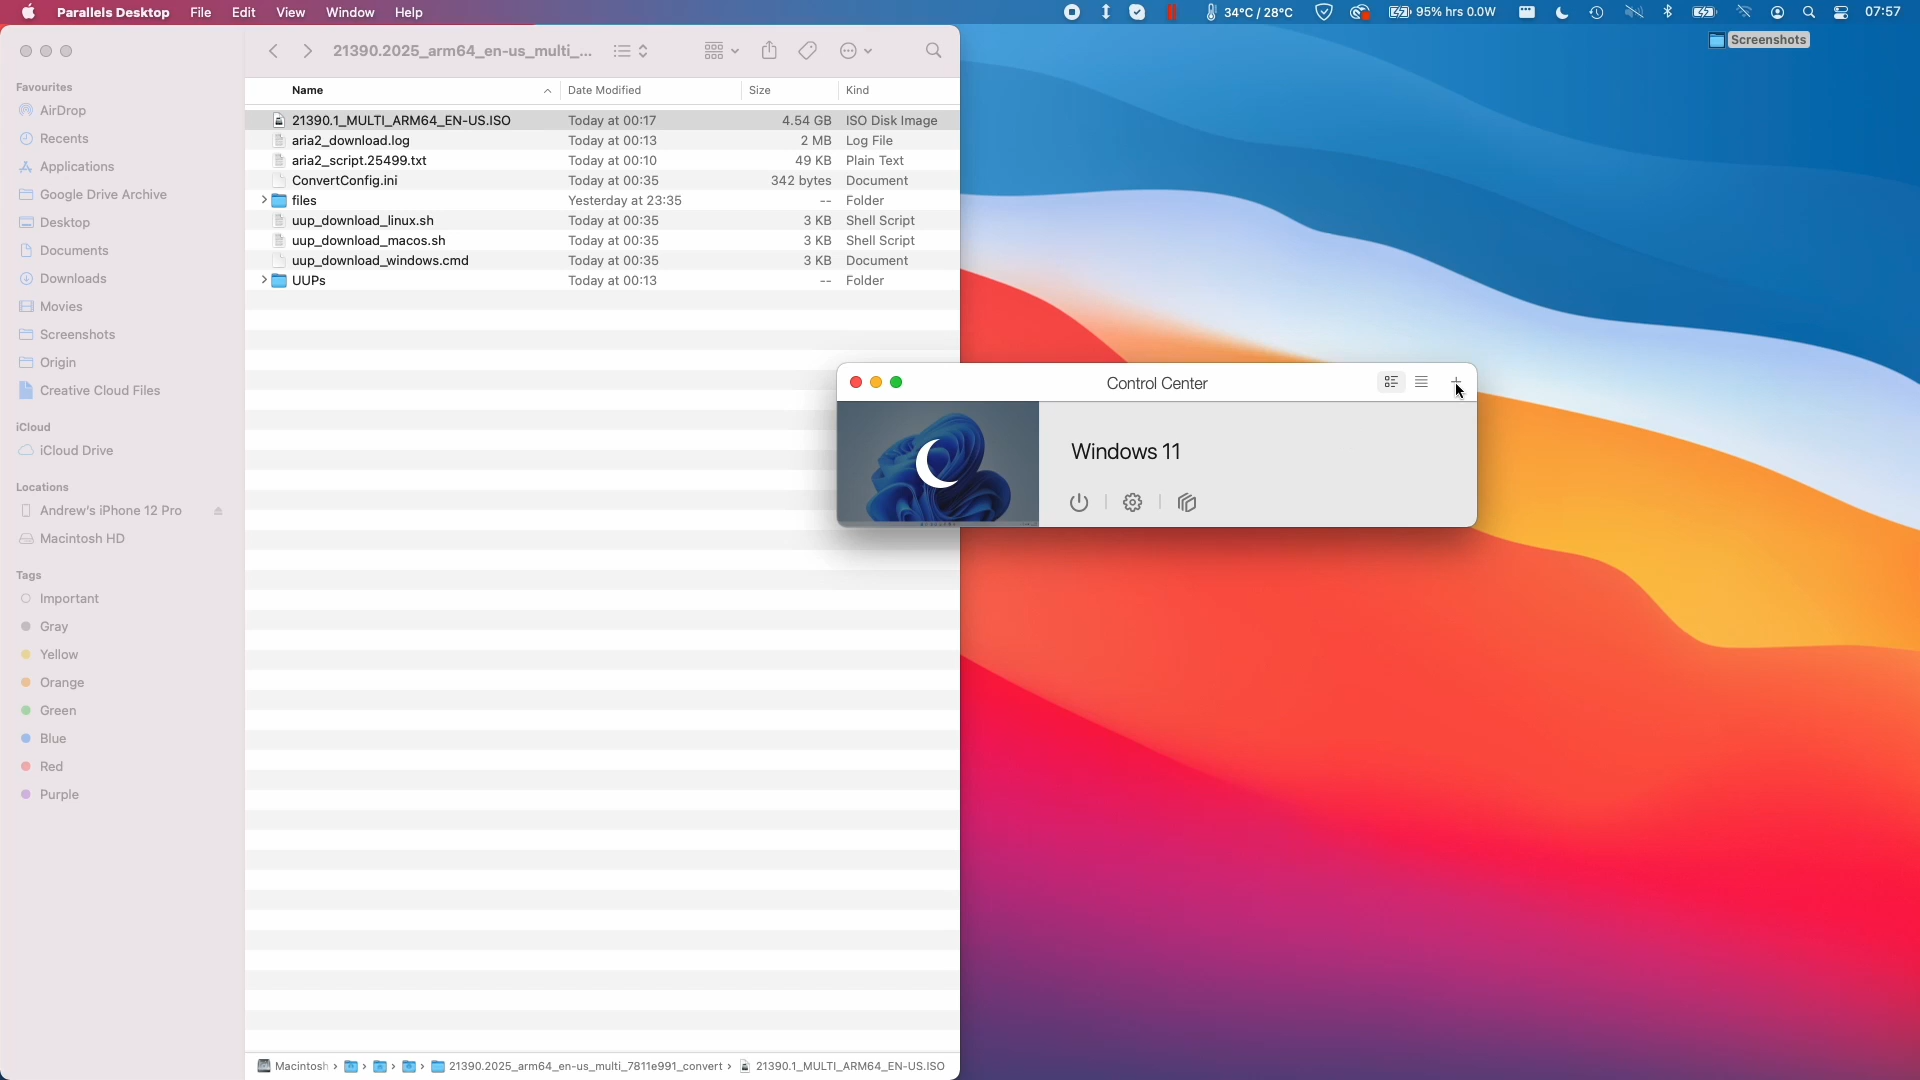 Parallels Desktop File Edit View Window Help 34°C / 28°C 95% hrs 0.0W 07:57
Screenshots
21390.2025_arm64_en-us_multi_...
Name Date Modified Size Kind
21390.1_MULTI_ARM64_EN-US.ISO Today at 00:17 4.54 GB ISO Disk Image
aria2_download.log Today at 00:13 2 MB Log File
aria2_script.25499.txt Today at 00:10 49 KB Plain Text
ConvertConfig.ini Today at 00:35 342 bytes Document
files Yesterday at 23:35 -- Folder
uup_download_linux.sh Today at 00:35 3 KB Shell Script
uup_download_macos.sh Today at 00:35 3 KB Shell Script
uup_download_windows.cmd Today at 00:35 3 KB Document
UUPs Today at 00:13 -- Folder
Favourites
AirDrop
Recents
Applications
Google Drive Archive
Desktop
Documents
Downloads
Movies
Screenshots
Origin
Creative Cloud Files
iCloud
iCloud Drive
Locations
Andrew's iPhone 12 Pro
Macintosh HD
Tags
Important
Gray
Yellow
Orange
Green
Blue
Red
Purple
Control Center
Windows 11
Macintosh › 21390.2025_arm64_en-us_multi_7811e991_convert › 21390.1_MULTI_ARM64_EN-US.ISO